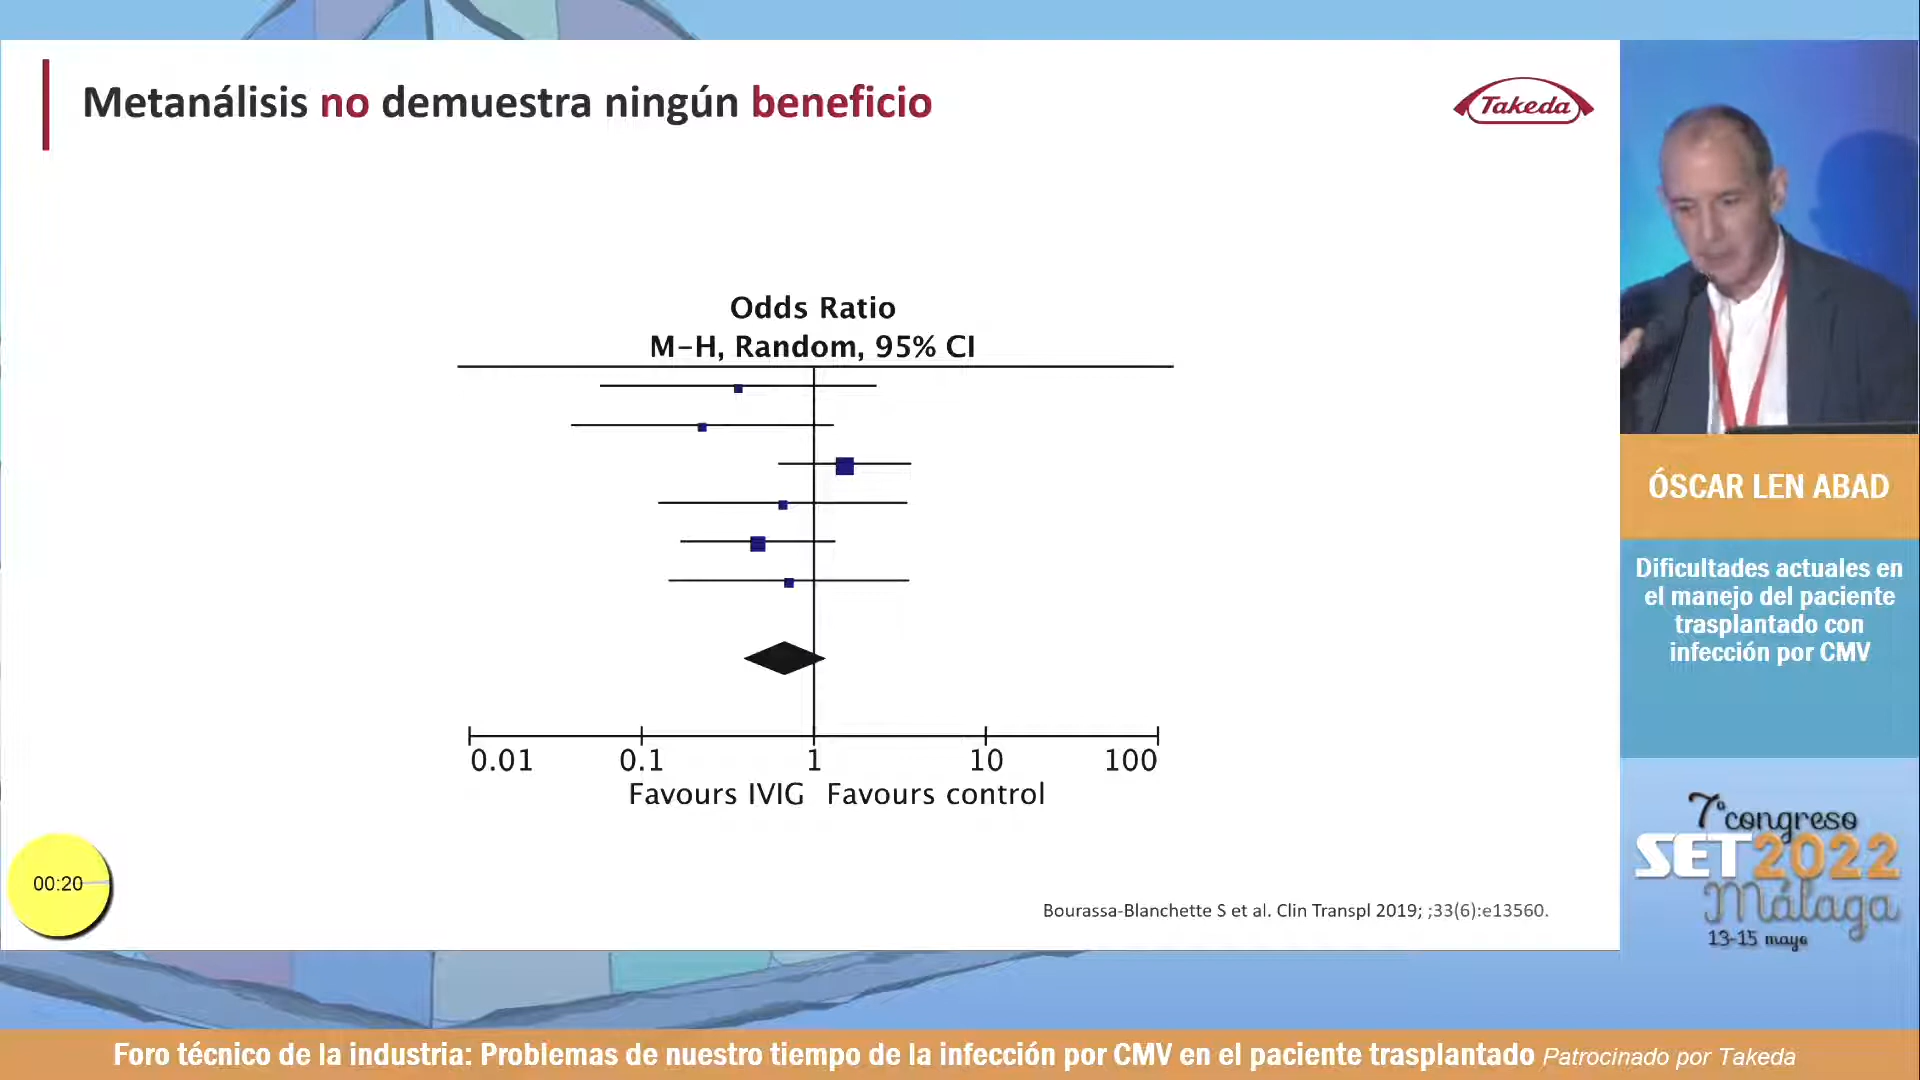 Metanálisis no demuestra ningún beneficio
Takeda
Odds Ratio
M-H, Random, 95% CI
0.01 0.1 1 10 100
Favours IVIG Favours control
00:20
Bourassa-Blanchette S et al. Clin Transpl 2019; ;33(6):e13560.
ÓSCAR LEN ABAD
Dificultades actuales en
el manejo del paciente
trasplantado con
infección por CMV
7º congreso
SET2022
Málaga
13-15 mayo
Foro técnico de la industria: Problemas de nuestro tiempo de la infección por CMV en el paciente trasplantado Patrocinado por Takeda